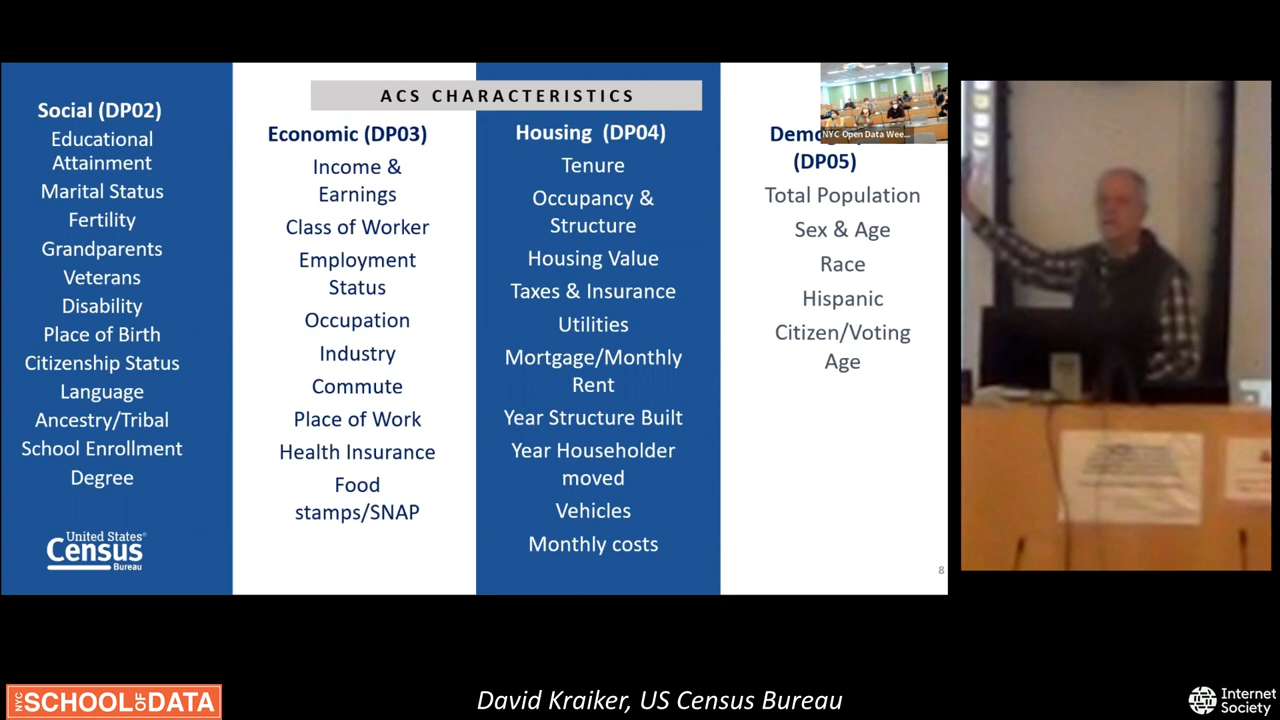 ACS CHARACTERISTICS
Social (DP02)
Educational
Attainment
Marital Status
Fertility
Grandparents
Veterans
Disability
Place of Birth
Citizenship Status
Language
Ancestry/Tribal
School Enrollment
Degree
United States®
Census
Bureau
Economic (DP03)
Income &
Earnings
Class of Worker
Employment
Status
Occupation
Industry
Commute
Place of Work
Health Insurance
Food
stamps/SNAP
Housing (DP04)
Tenure
Occupancy &
Structure
Housing Value
Taxes & Insurance
Utilities
Mortgage/Monthly
Rent
Year Structure Built
Year Householder
moved
Vehicles
Monthly costs
NYC Open Data Wee...
(DP05)
Total Population
Sex & Age
Race
Hispanic
Citizen/Voting
Age
8
NYC SCHOOL OF DATA
David Kraiker, US Census Bureau
Internet
Society